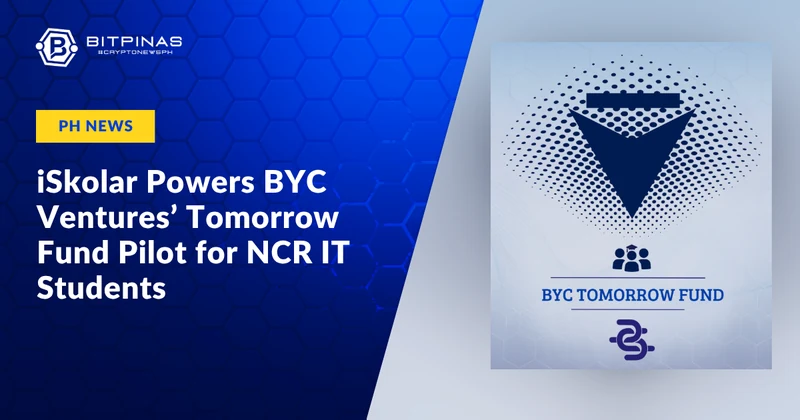 BITPINAS
#CRYPTONEWSPH
PH NEWS
iSkolar Powers BYC
Ventures’ Tomorrow
Fund Pilot for NCR IT
Students
BYC TOMORROW FUND